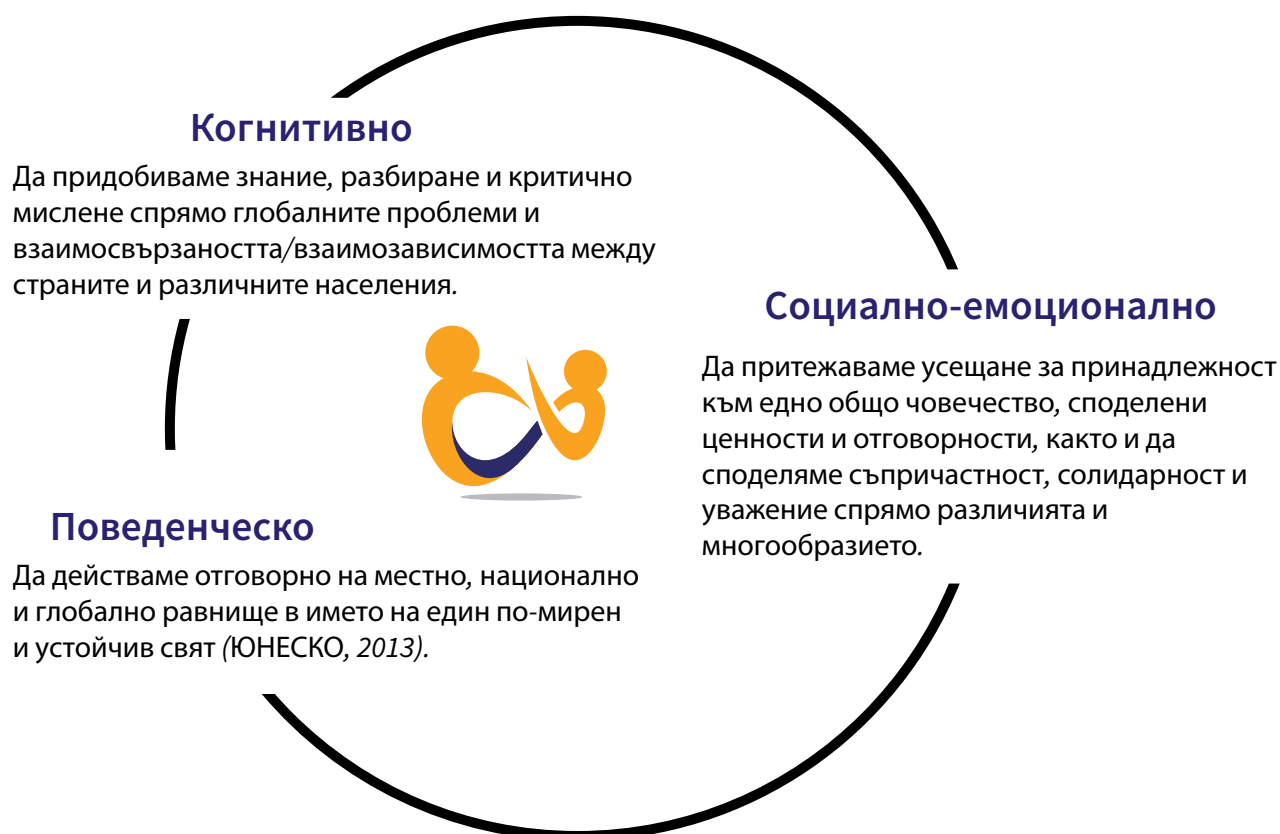 Когнитивно
Да придобиваме знание, разбиране и критично
мислене спрямо глобалните проблеми и
взаимосвързаността/взаимозависимостта между
страните и различните населения.
Социално-емоционално
Да притежаваме усещане за принадлежност
към едно общо човечество, споделени
ценности и отговорности, както и да
споделяме съпричастност, солидарност и
уважение спрямо различията и
многообразието.
Поведенческо
Да действаме отговорно на местно, национално
и глобално равнище в името на един по-мирен
и устойчив свят (ЮНЕСКО, 2013).